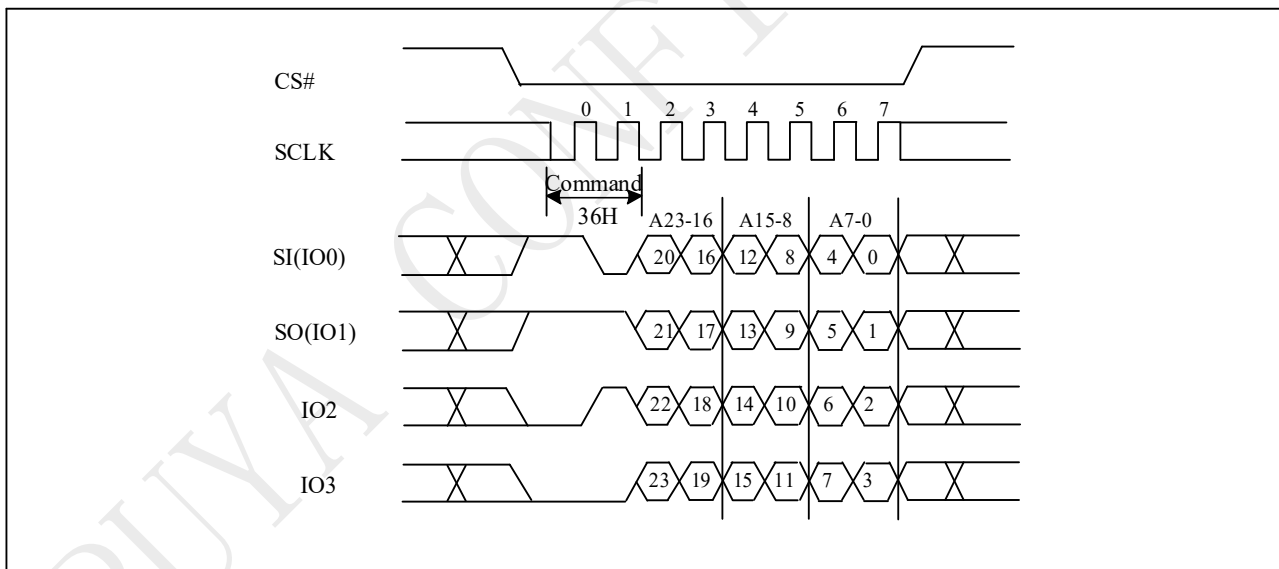 CS#
0 1 2 3 4 5 6 7
SCLK
Command
36H
A23-16 A15-8 A7-0
SI(IO0) 20 16 12 8 4 0
SO(IO1) 21 17 13 9 5 1
IO2 22 18 14 10 6 2
IO3 23 19 15 11 7 3
PUYA CONF